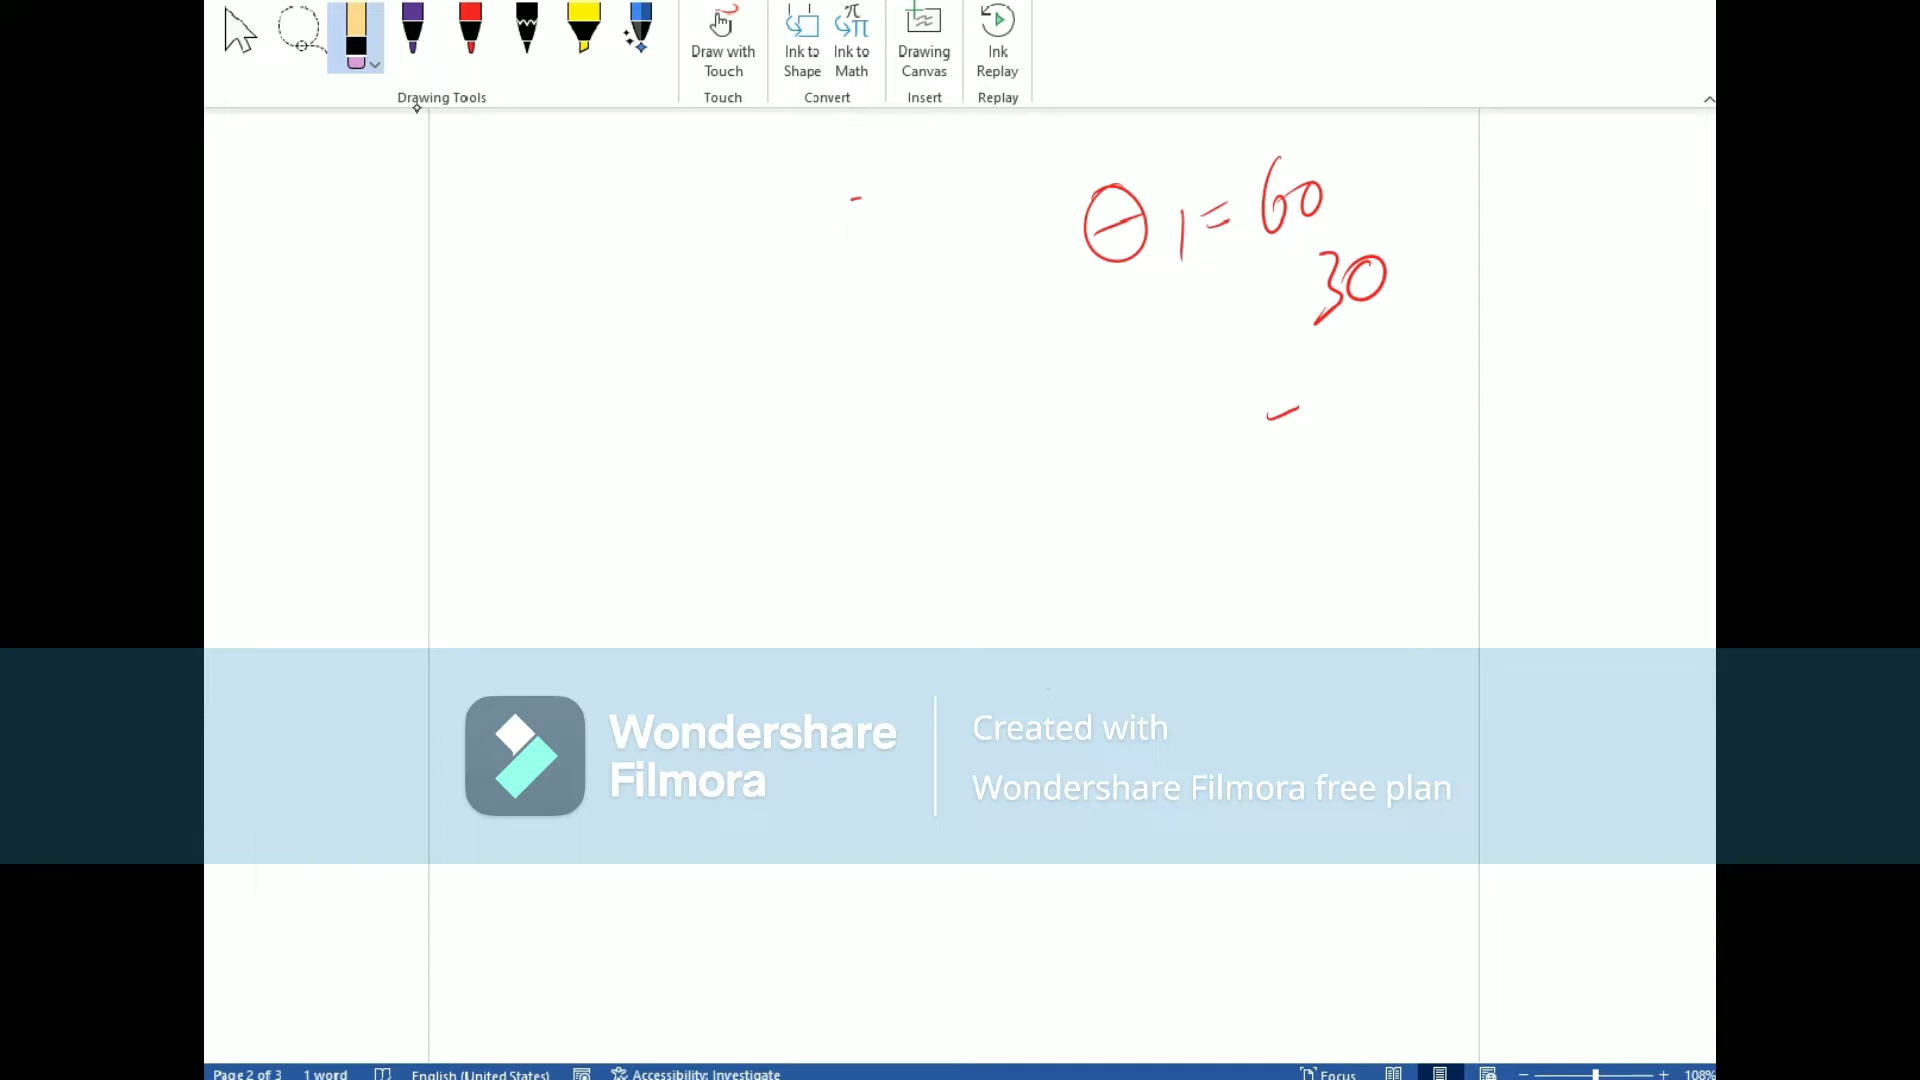 Draw with Touch
Ink to Shape
Ink to Math
Drawing Canvas
Ink Replay
Drawing Tools
Touch
Convert
Insert
Replay
θ 1 = 60
30
Wondershare Filmora
Created with
Wondershare Filmora free plan
Page 2 of 3 1 word English (United States) Accessibility: Investigate Focus 108%